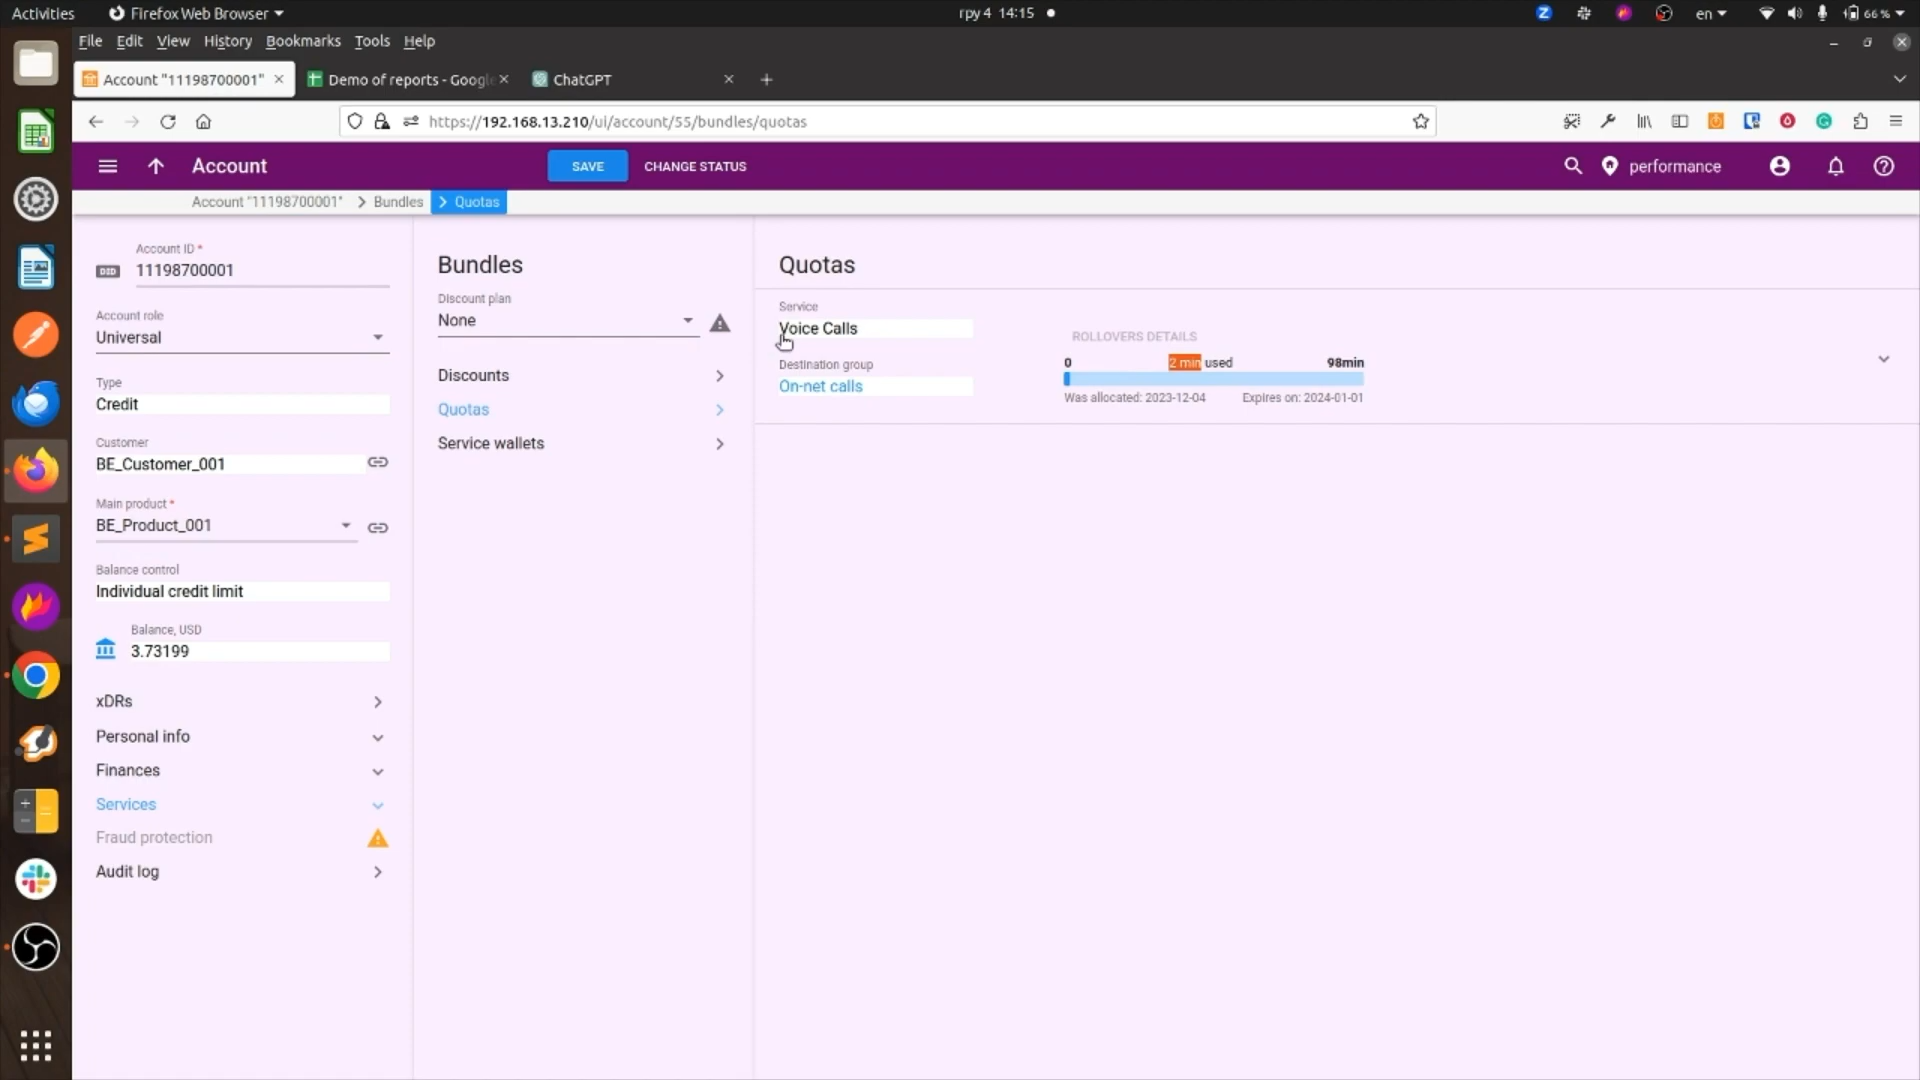 Activities
Firefox Web Browser
гру 4 14:15
en
66 %
File Edit View History Bookmarks Tools Help
Account "11198700001"
Demo of reports - Googl
ChatGPT
https://192.168.13.210/ui/account/55/bundles/quotas
Account
SAVE
CHANGE STATUS
performance
Account "11198700001"
Bundles
Quotas
Account ID *
DID
11198700001
Account role
Universal
Type
Credit
Customer
BE_Customer_001
Main product *
BE_Product_001
Balance control
Individual credit limit
Balance, USD
3.73199
xDRs
Personal info
Finances
Services
Fraud protection
Audit log
Bundles
Discount plan
None
Discounts
Quotas
Service wallets
Quotas
Service
Voice Calls
Destination group
On-net calls
ROLLOVERS DETAILS
0
2 min used
98min
Was allocated: 2023-12-04
Expires on: 2024-01-01